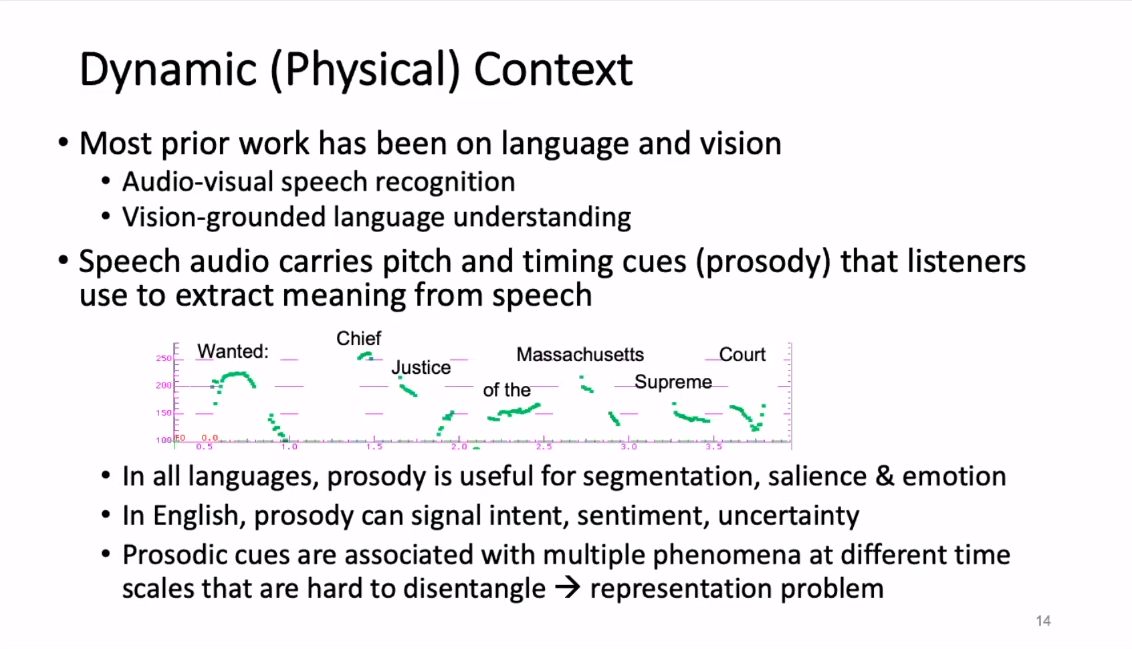 Dynamic (Physical) Context
• Most prior work has been on language and vision
• Audio-visual speech recognition
• Vision-grounded language understanding
• Speech audio carries pitch and timing cues (prosody) that listeners
use to extract meaning from speech
Wanted: Chief Justice of the Massachusetts Supreme Court
250
200
150
100
F0 0.0
0.5 1.0 1.5 2.0 2.5 3.0 3.5
• In all languages, prosody is useful for segmentation, salience & emotion
• In English, prosody can signal intent, sentiment, uncertainty
• Prosodic cues are associated with multiple phenomena at different time
scales that are hard to disentangle → representation problem
14